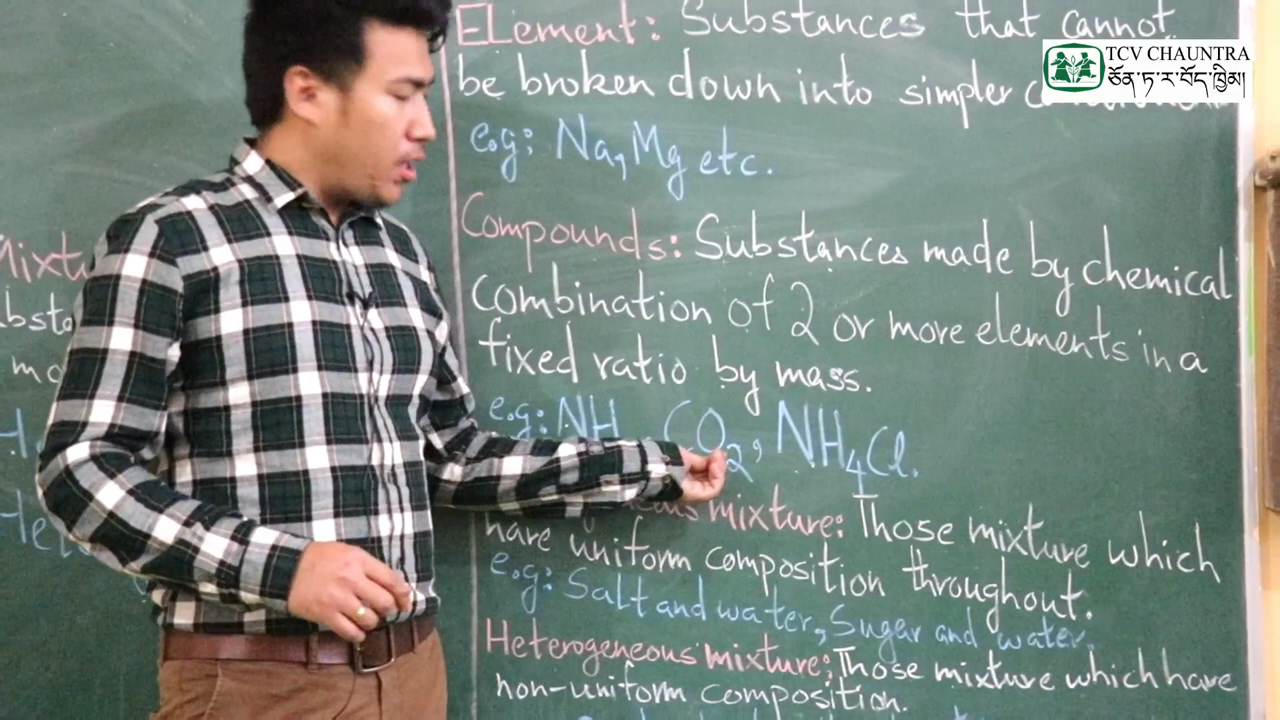 ELement: Substances that cannot
be broken down into simpler
e.g: Na, Mg etc.
Compounds: Substances made by chemical
combination of 2 or more elements in a
fixed ratio by mass.
e.g: NH CO2, NH4Cl.
mixture: Those mixture which
have uniform composition throughout.
e.g: Salt and water, Sugar and water.
Heterogeneous mixture: Those mixture which have
non-uniform composition.
TCV CHAUNTRA
ཅོན་ཏ་ར་བོད་ཁྱིམ།